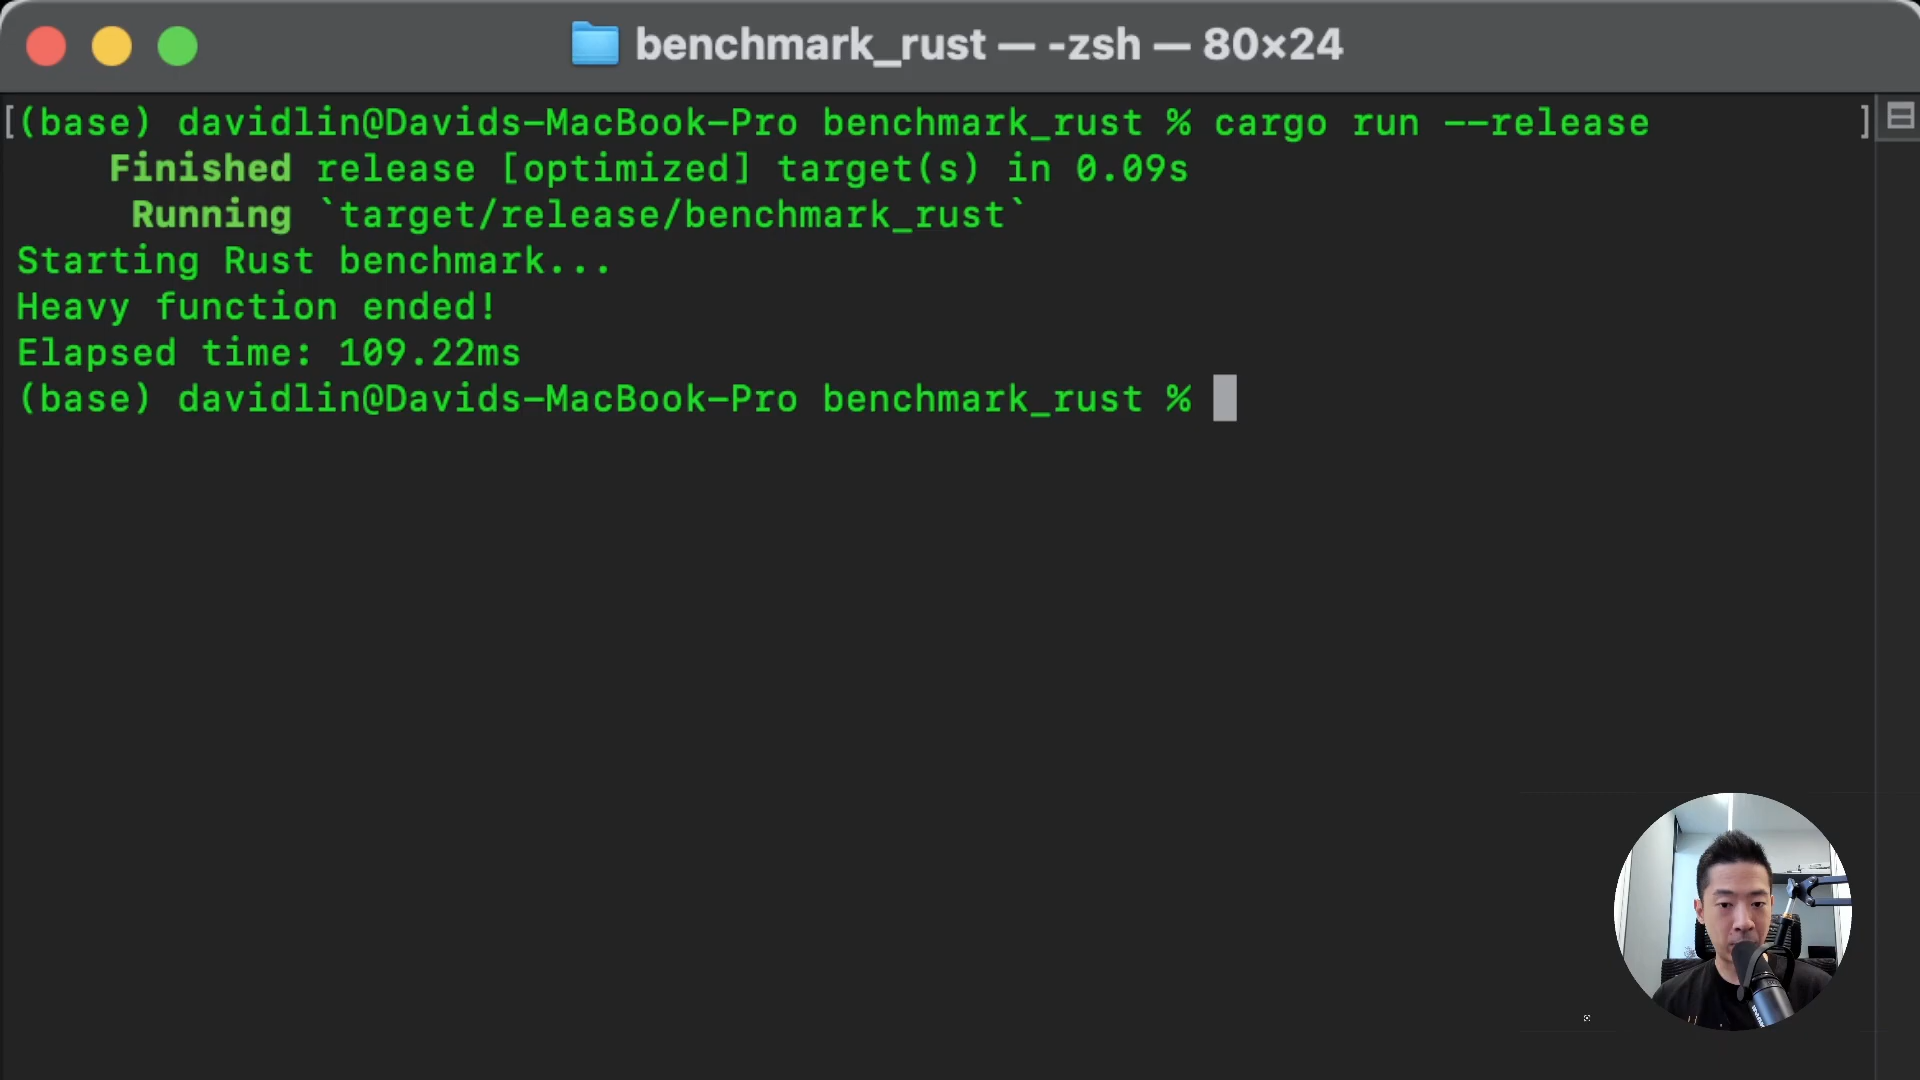 benchmark_rust — -zsh — 80×24
[(base) davidlin@Davids-MacBook-Pro benchmark_rust % cargo run --release ]
Finished release [optimized] target(s) in 0.09s
Running `target/release/benchmark_rust`
Starting Rust benchmark...
Heavy function ended!
Elapsed time: 109.22ms
(base) davidlin@Davids-MacBook-Pro benchmark_rust %